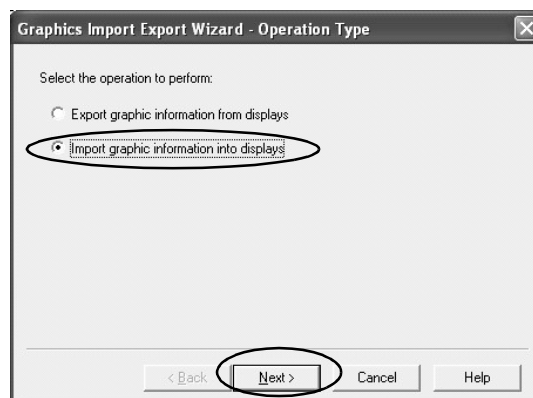 Graphics Import Export Wizard - Operation Type
Select the operation to perform:
Export graphic information from displays
Import graphic information into displays
< Back Next > Cancel Help